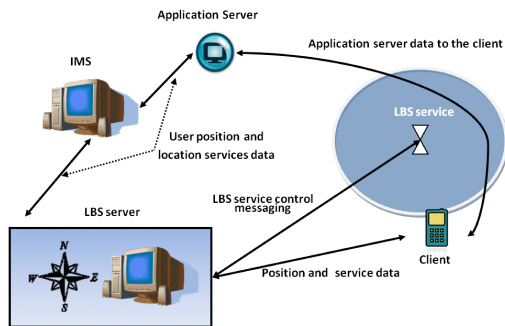 Application Server
Application server data to the client
IMS
LBS service
User position and
location services data
LBS service control
messaging
LBS server
N
W E
S
Position and service data
Client